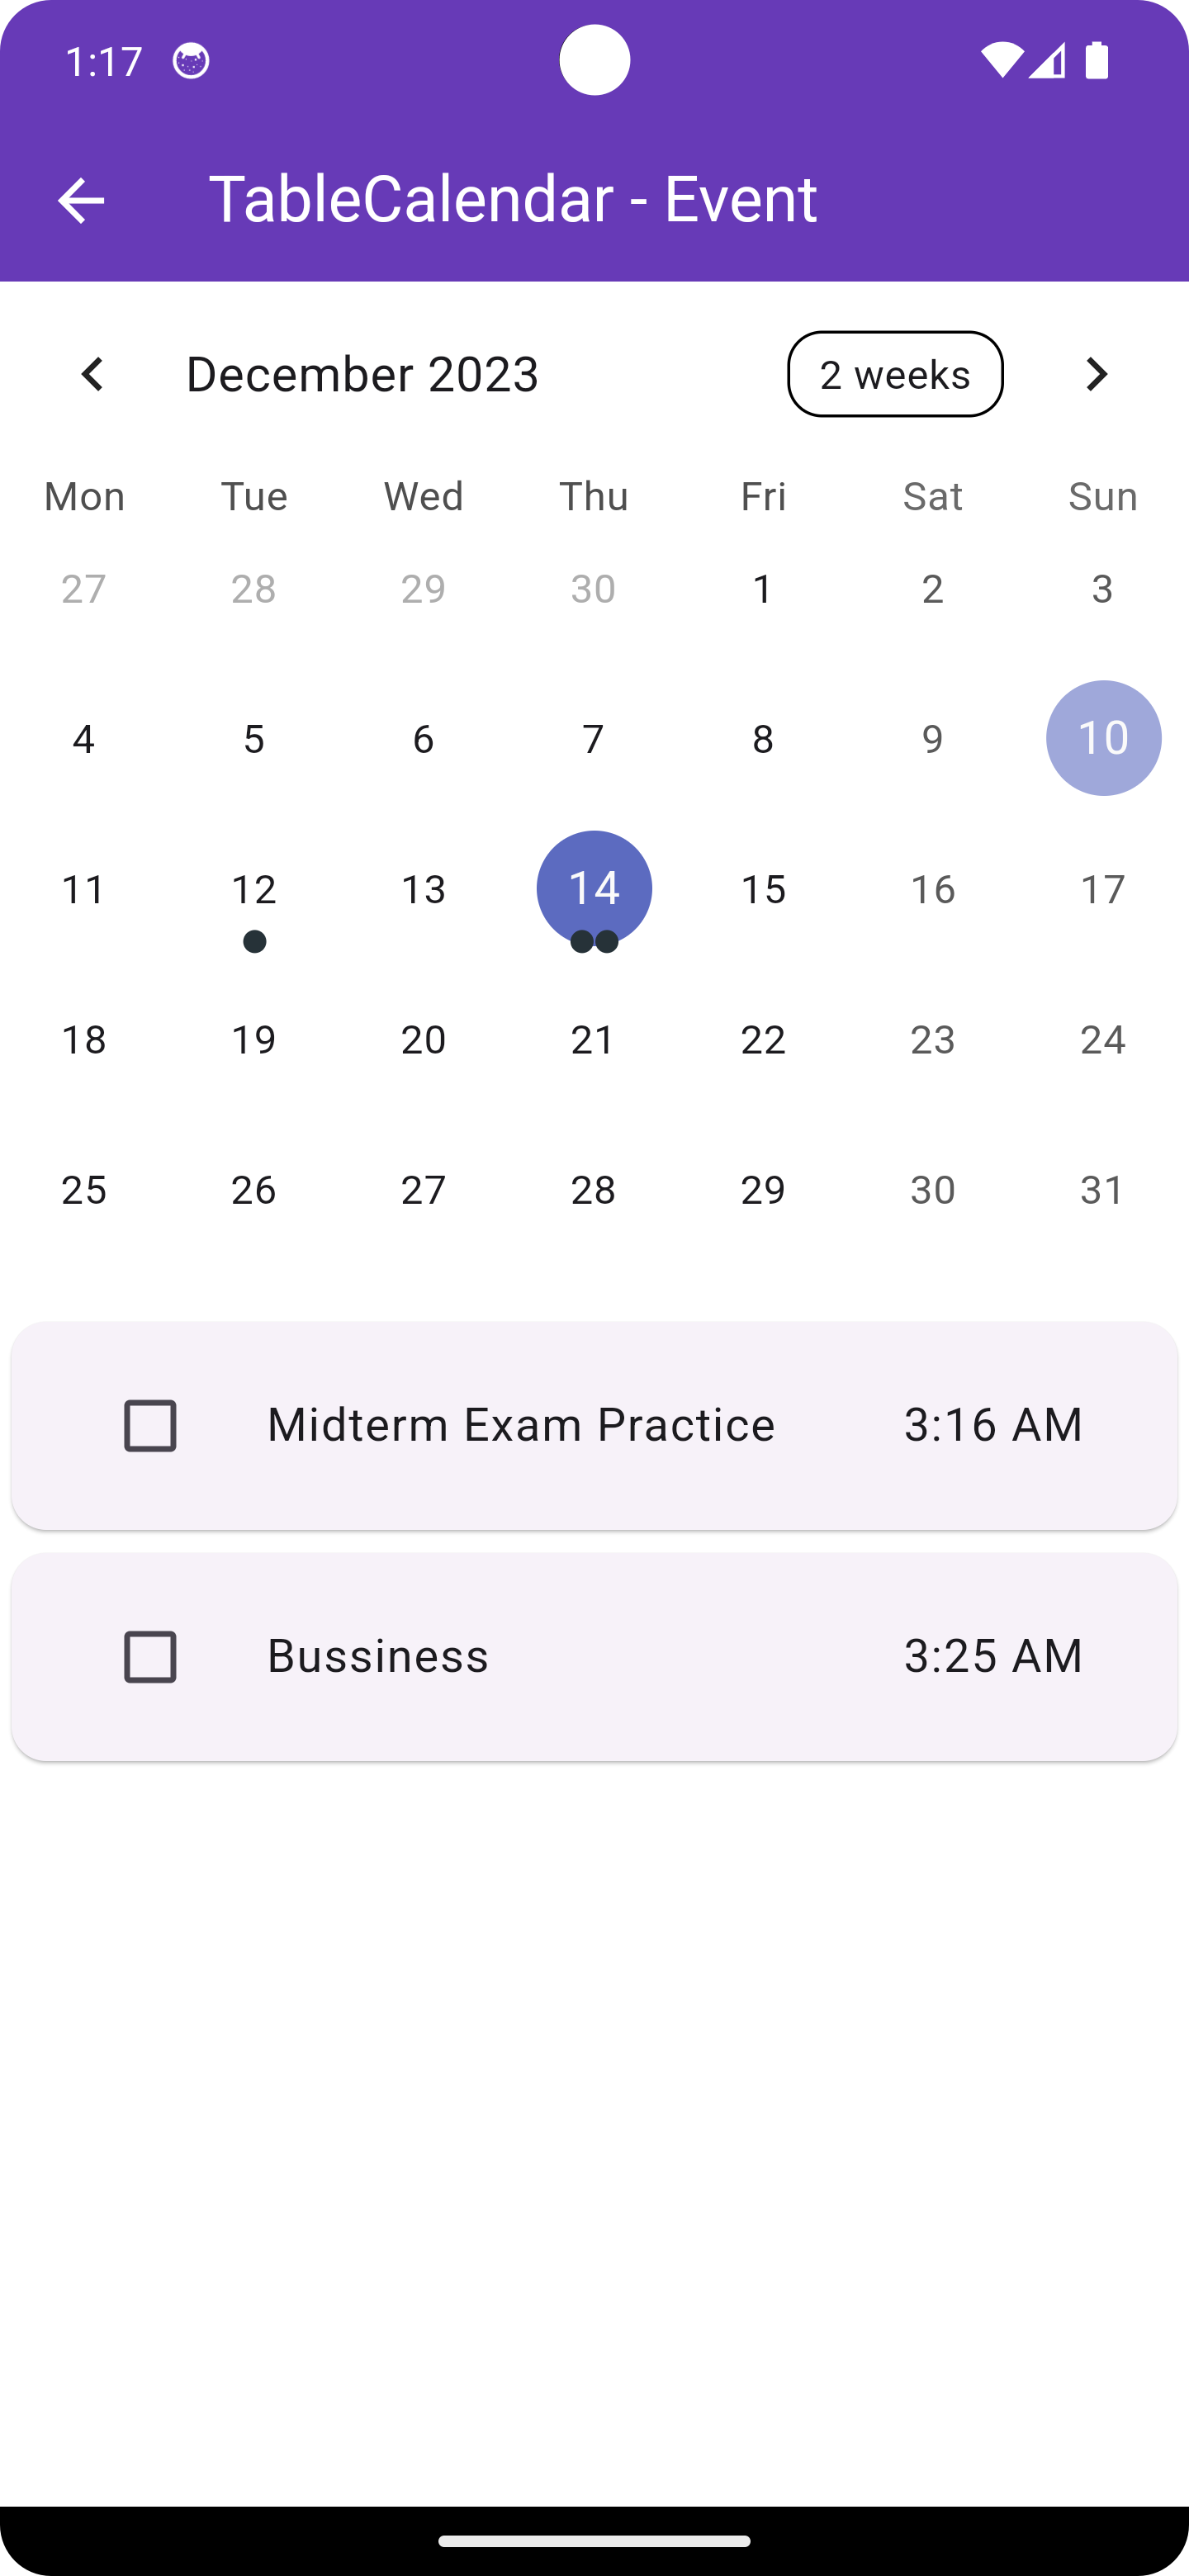 1:17
TableCalendar - Event
December 2023 2 weeks
Mon Tue Wed Thu Fri Sat Sun
27 28 29 30 1 2 3
4 5 6 7 8 9 10
11 12 13 14 15 16 17
18 19 20 21 22 23 24
25 26 27 28 29 30 31
Midterm Exam Practice 3:16 AM
Bussiness 3:25 AM